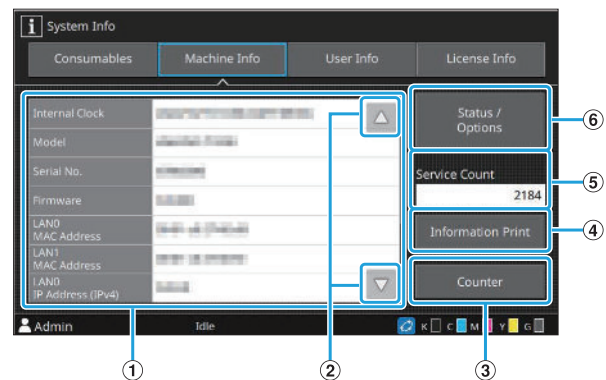 i System Info
Consumables Machine Info User Info License Info
Internal Clock
Model
Serial No.
Firmware
LAN0
MAC Address
LAN1
MAC Address
LAN0
IP Address (IPv4)
Status /
Options
Service Count
2184
Information Print
Counter
Admin Idle K C M Y G
⑥
⑤
④
① ② ③